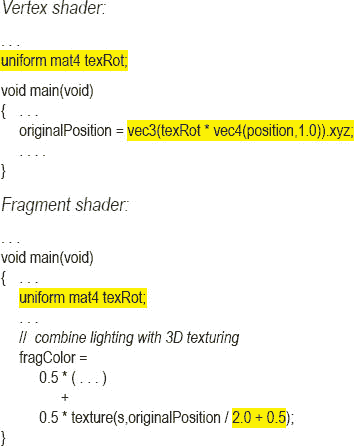 Vertex shader:
. . .
uniform mat4 texRot;
void main(void)
{ . . .
originalPosition = vec3(texRot * vec4(position,1.0)).xyz;
. . . .
}
Fragment shader:
. . .
void main(void)
{ . . .
uniform mat4 texRot;
. . .
// combine lighting with 3D texturing
fragColor =
0.5 * ( . . . )
+
0.5 * texture(s,originalPosition / 2.0 + 0.5);
}